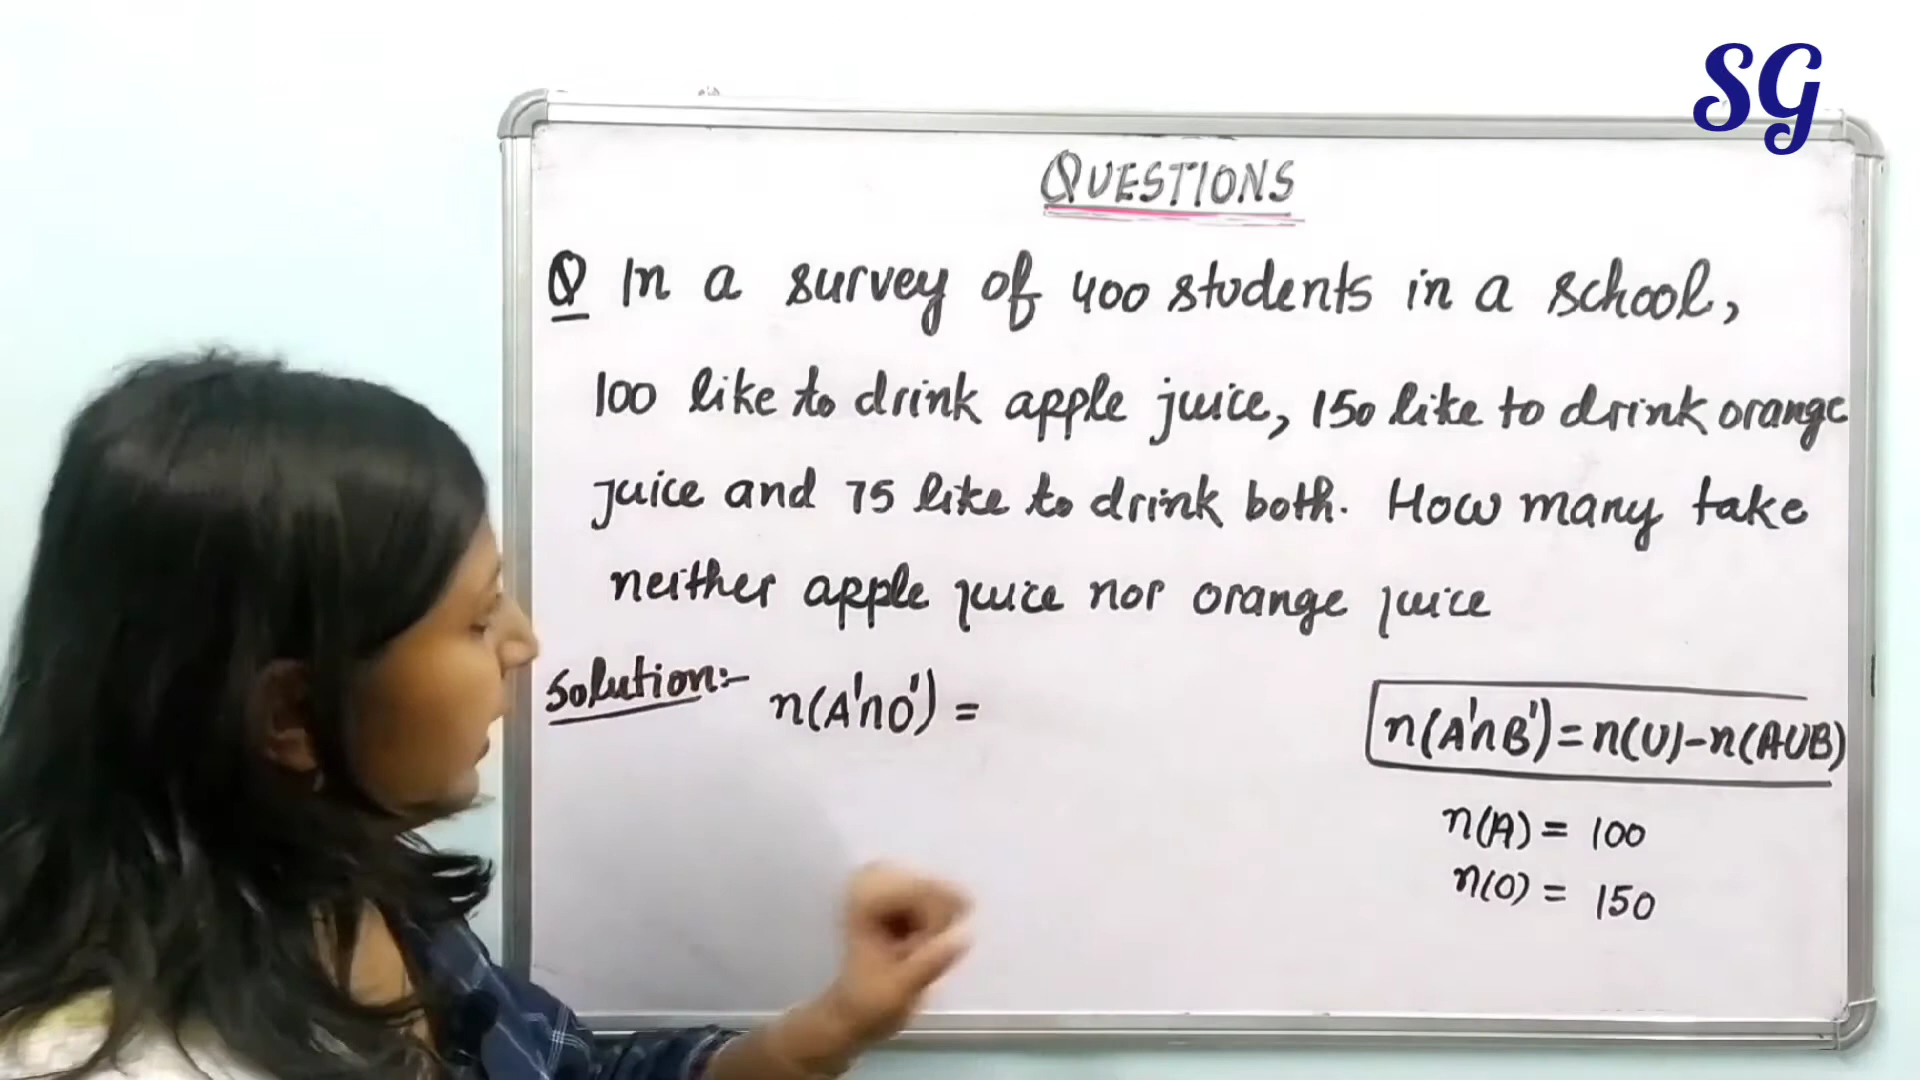 SG
QUESTIONS
Q In a survey of 400 students in a school,
100 like to drink apple juice, 150 like to drink orange
juice and 75 like to drink both. How many take
neither apple juice nor orange juice
Solution:- n(A'∩O') =
n(A'∩B') = n(U) - n(A∪B)
n(A) = 100
n(O) = 150